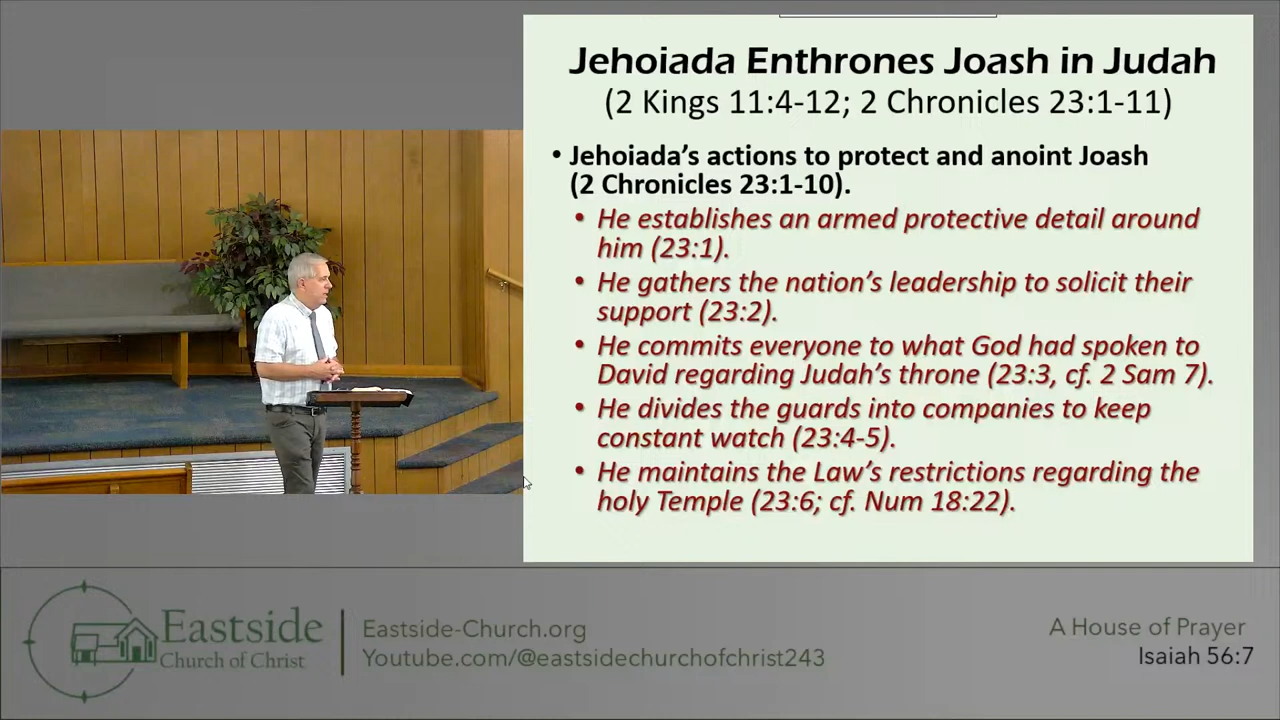 Jehoiada Enthrones Joash in Judah
(2 Kings 11:4-12; 2 Chronicles 23:1-11)
• Jehoiada’s actions to protect and anoint Joash
(2 Chronicles 23:1-10).
• He establishes an armed protective detail around
him (23:1).
• He gathers the nation’s leadership to solicit their
support (23:2).
• He commits everyone to what God had spoken to
David regarding Judah’s throne (23:3, cf. 2 Sam 7).
• He divides the guards into companies to keep
constant watch (23:4-5).
• He maintains the Law’s restrictions regarding the
holy Temple (23:6; cf. Num 18:22).
Eastside
Church of Christ
Eastside-Church.org
Youtube.com/@eastsidechurchofchrist243
A House of Prayer
Isaiah 56:7